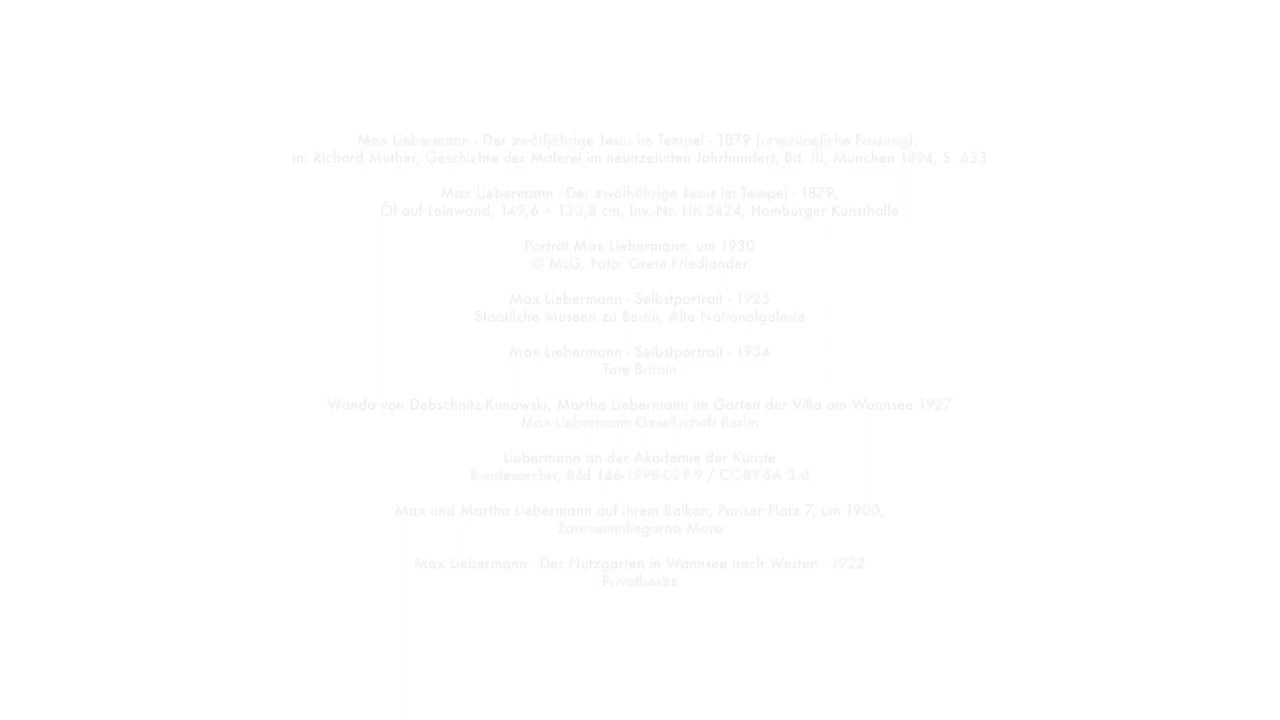 Max Liebermann - Der zwölfjährige Jesus im Tempel - 1879 (ursprüngliche Fassung),
in: Richard Muther, Geschichte der Malerei im neunzehnten Jahrhundert, Bd. III, München 1894, S. 633
Max Liebermann - Der zwölfjährige Jesus im Tempel - 1879,
Öl auf Leinwand, 149,6 × 130,8 cm, Inv.-Nr. HK-5424, Hamburger Kunsthalle
Porträt Max Liebermann, um 1930
© MLG, Foto: Grete Friedländer
Max Liebermann - Selbstportrait - 1925
Staatliche Museen zu Berlin, Alte Nationalgalerie
Max Liebermann - Selbstportrait - 1934
Tate Britain
Wanda von Debschnitz-Kunowski, Martha Liebermann im Garten der Villa am Wannsee 1927
Max Liebermann Gesellschaft Berlin
Liebermann an der Akademie der Künste
Bundesarchiv, Bild / CC-BY-SA 3.0
Max und Martha Liebermann auf ihrem Balkon, Pariser Platz 7, um 1900,
Zornsammlingarna Mora
Max Liebermann - Der Nutzgarten in Wannsee nach Westen - 1922
Privatbesitz